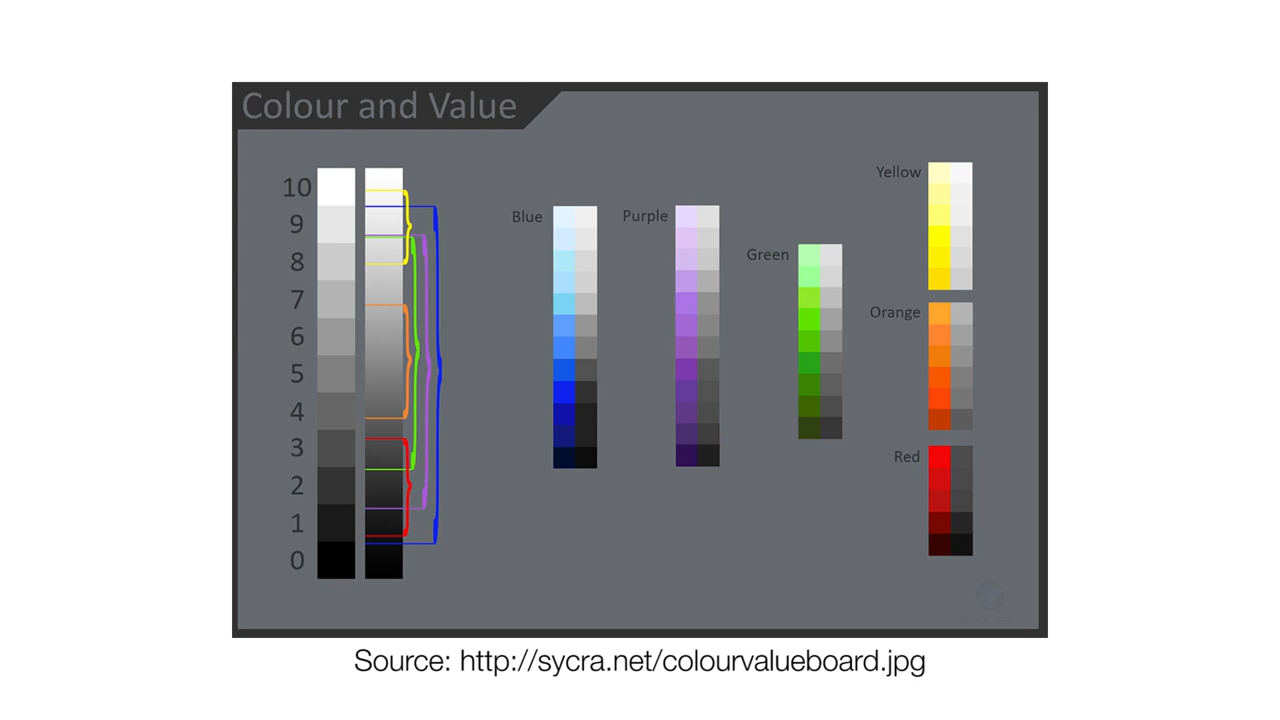 Colour and Value
10
9
8
7
6
5
4
3
2
1
0
Blue
Purple
Green
Yellow
Orange
Red
Source: http://sycra.net/colourvalueboard.jpg